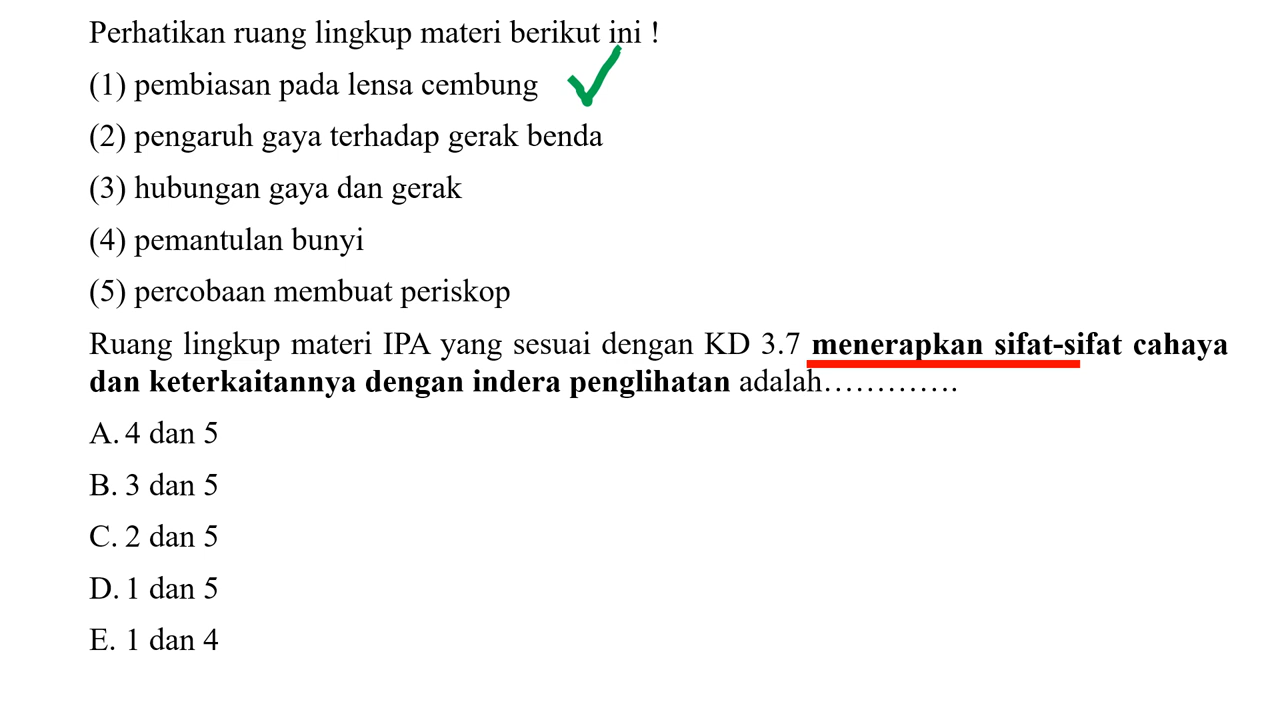 Perhatikan ruang lingkup materi berikut ini !
(1) pembiasan pada lensa cembung
(2) pengaruh gaya terhadap gerak benda
(3) hubungan gaya dan gerak
(4) pemantulan bunyi
(5) percobaan membuat periskop
Ruang lingkup materi IPA yang sesuai dengan KD 3.7 menerapkan sifat-sifat cahaya
dan keterkaitannya dengan indera penglihatan adalah………….
A. 4 dan 5
B. 3 dan 5
C. 2 dan 5
D. 1 dan 5
E. 1 dan 4